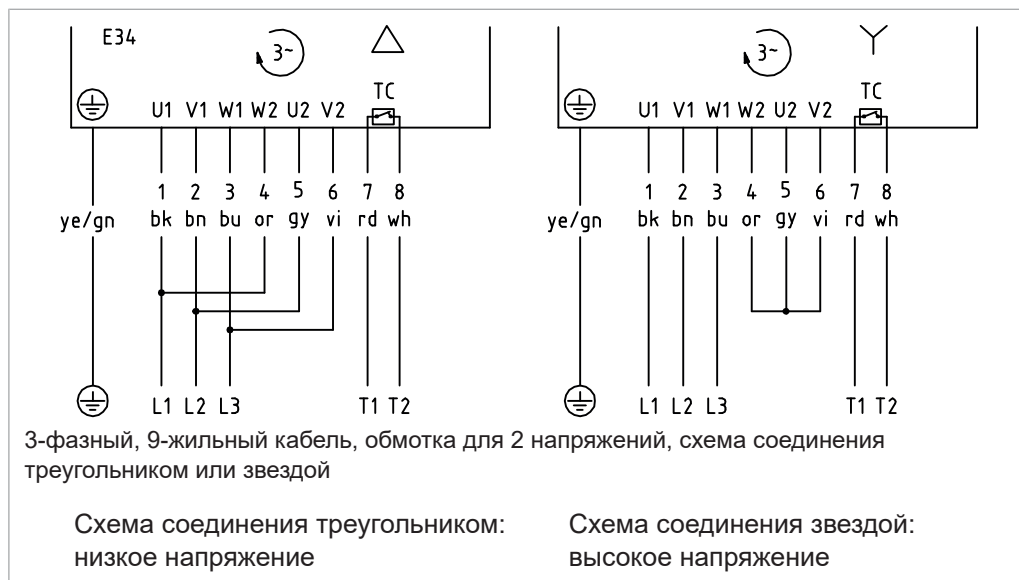 E34
3~
TC
U1 V1 W1 W2 U2 V2
1 2 3 4 5 6 7 8
ye/gn bk bn bu or gy vi rd wh
L1 L2 L3 T1 T2
3~
TC
U1 V1 W1 W2 U2 V2
1 2 3 4 5 6 7 8
ye/gn bk bn bu or gy vi rd wh
L1 L2 L3 T1 T2
3-фазный, 9-жильный кабель, обмотка для 2 напряжений, схема соединения
треугольником или звездой
Схема соединения треугольником:
низкое напряжение
Схема соединения звездой:
высокое напряжение